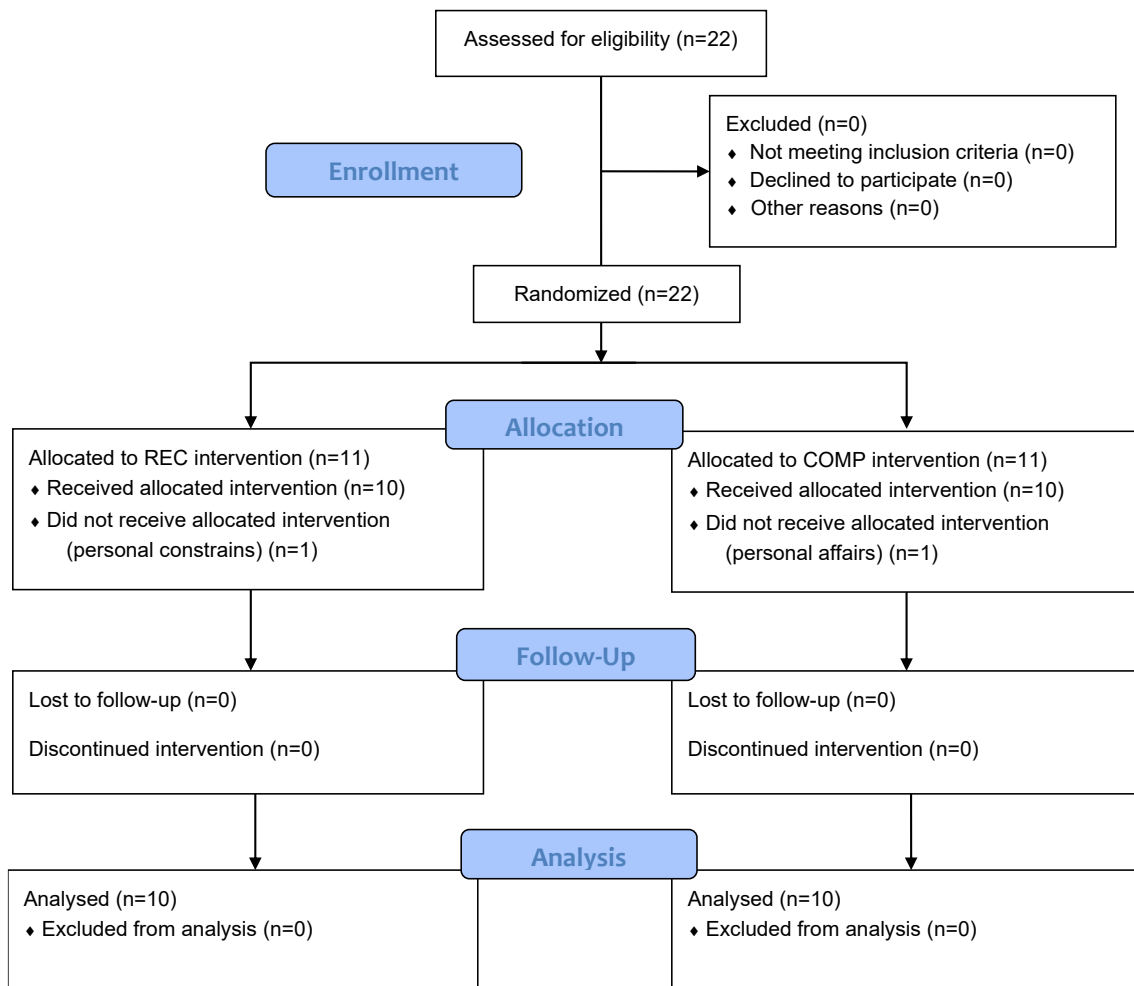 Assessed for eligibility (n=22)
Excluded (n=0)
♦ Not meeting inclusion criteria (n=0)
♦ Declined to participate (n=0)
♦ Other reasons (n=0)
Enrollment
Randomized (n=22)
Allocation
Allocated to REC intervention (n=11)
♦ Received allocated intervention (n=10)
♦ Did not receive allocated intervention
(personal constrains) (n=1)
Allocated to COMP intervention (n=11)
♦ Received allocated intervention (n=10)
♦ Did not receive allocated intervention
(personal affairs) (n=1)
Follow-Up
Lost to follow-up (n=0)
Discontinued intervention (n=0)
Lost to follow-up (n=0)
Discontinued intervention (n=0)
Analysis
Analysed (n=10)
♦ Excluded from analysis (n=0)
Analysed (n=10)
♦ Excluded from analysis (n=0)